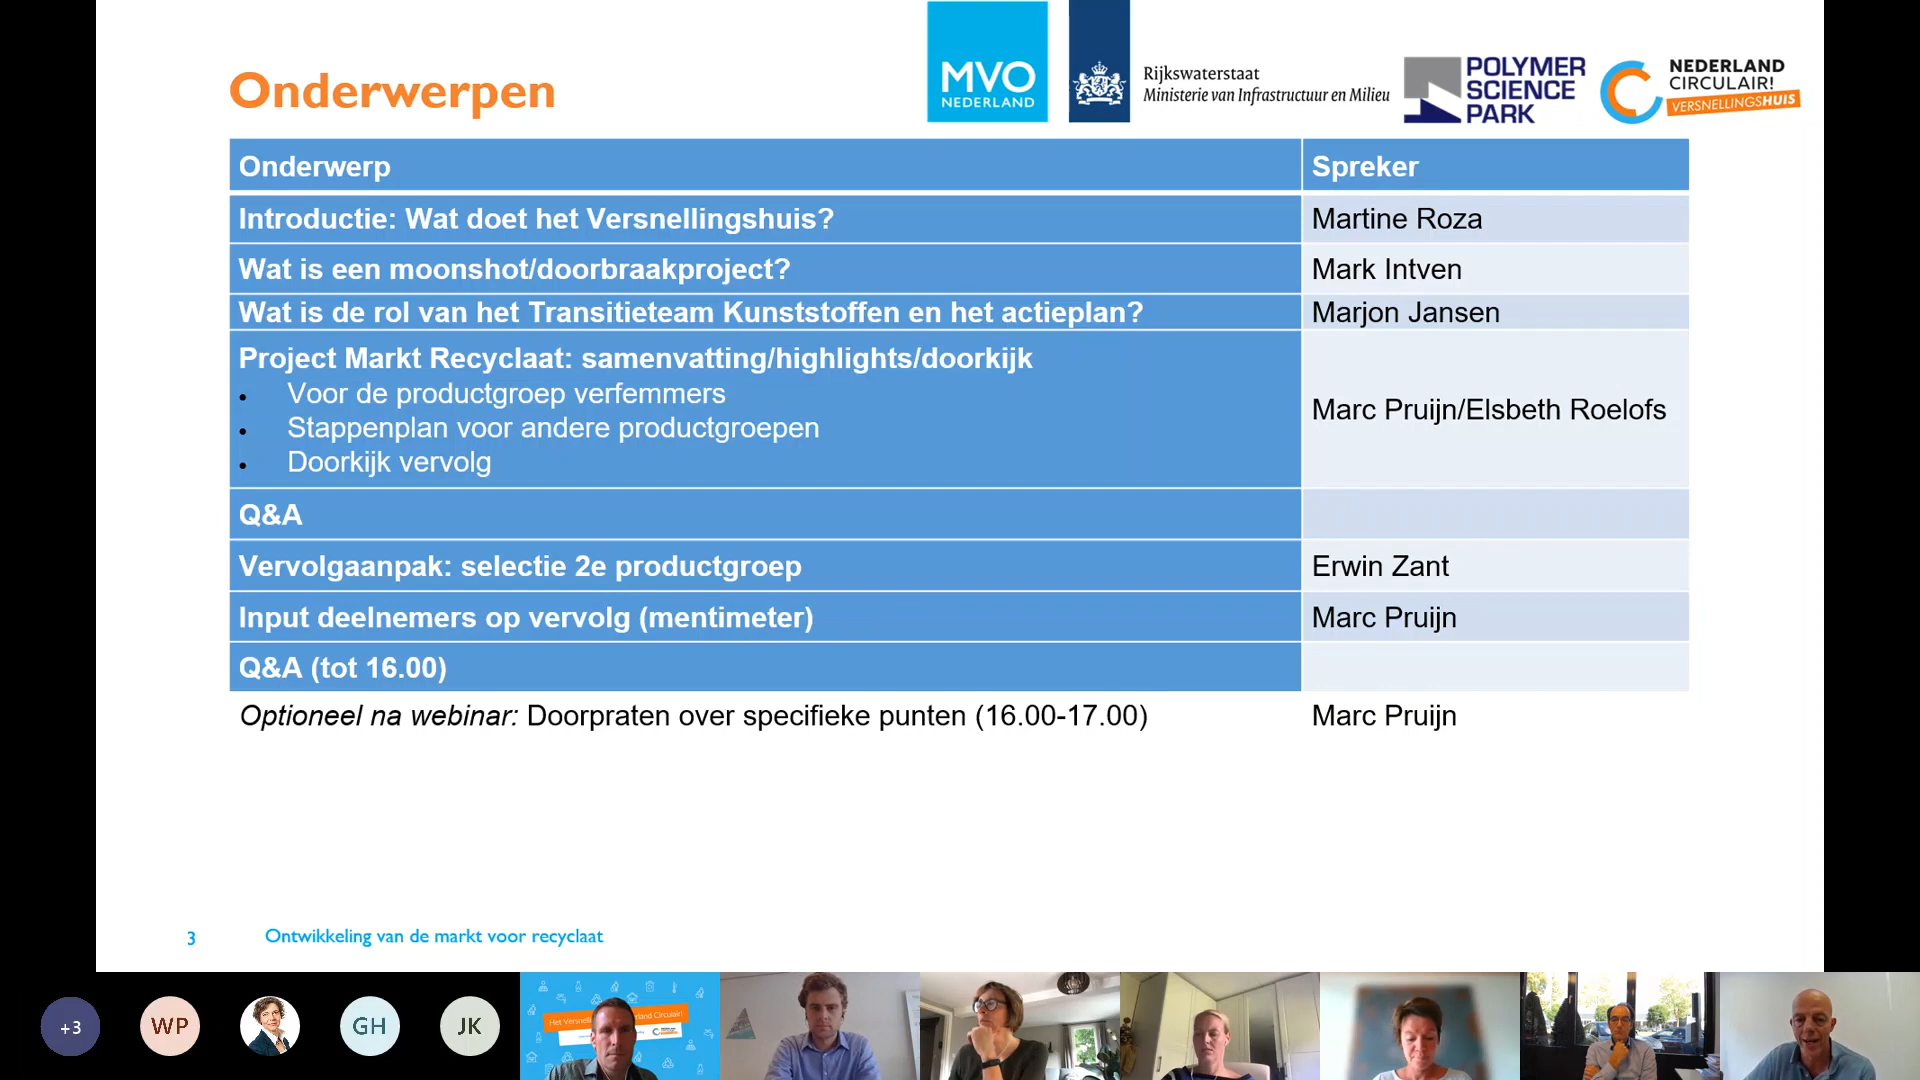 Onderwerpen
MVO
NEDERLAND
Rijkswaterstaat
Ministerie van Infrastructuur en Milieu
POLYMER
SCIENCE
PARK
NEDERLAND
CIRCULAIR!
VERSNELLINGSHUIS
Onderwerp Spreker
Introductie: Wat doet het Versnellingshuis? Martine Roza
Wat is een moonshot/doorbraakproject? Mark Intven
Wat is de rol van het Transitieteam Kunststoffen en het actieplan? Marjon Jansen
Project Markt Recyclaat: samenvatting/highlights/doorkijk
• Voor de productgroep verfemmers
Marc Pruijn/Elsbeth Roelofs
• Stappenplan voor andere productgroepen
• Doorkijk vervolg
Q&A
Vervolgaanpak: selectie 2e productgroep Erwin Zant
Input deelnemers op vervolg (mentimeter) Marc Pruijn
Q&A (tot 16.00)
Optioneel na webinar: Doorpraten over specifieke punten (16.00-17.00) Marc Pruijn
3 Ontwikkeling van de markt voor recyclaat
+3 WP GH JK